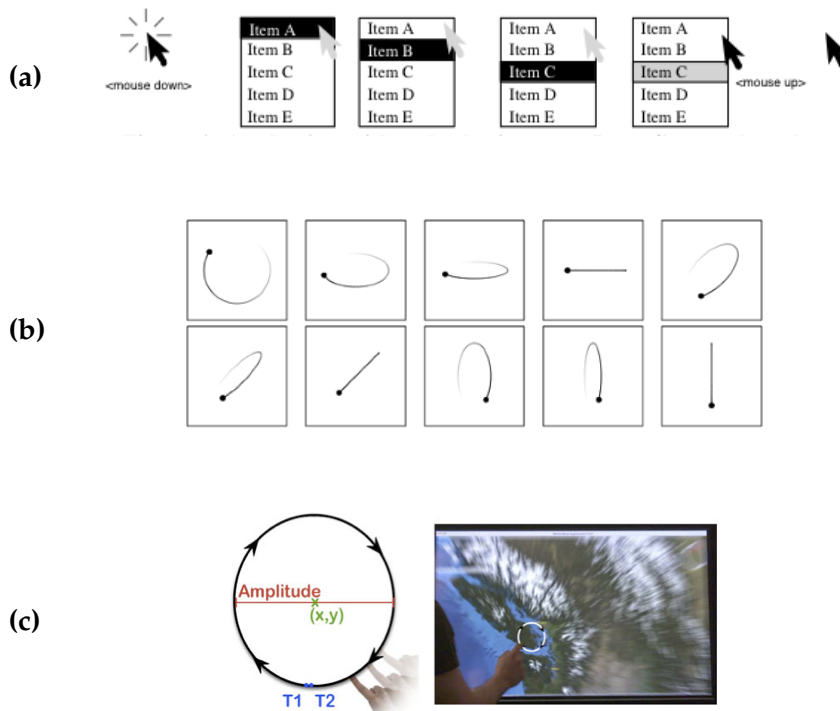 (a)
<mouse down>
Item A
Item B
Item C
Item D
Item E
Item A
Item B
Item C
Item D
Item E
Item A
Item B
Item C
Item D
Item E
Item A
Item B
Item C
Item D
Item E
<mouse up>
(b)
(c)
Amplitude
(x,y)
T1 T2